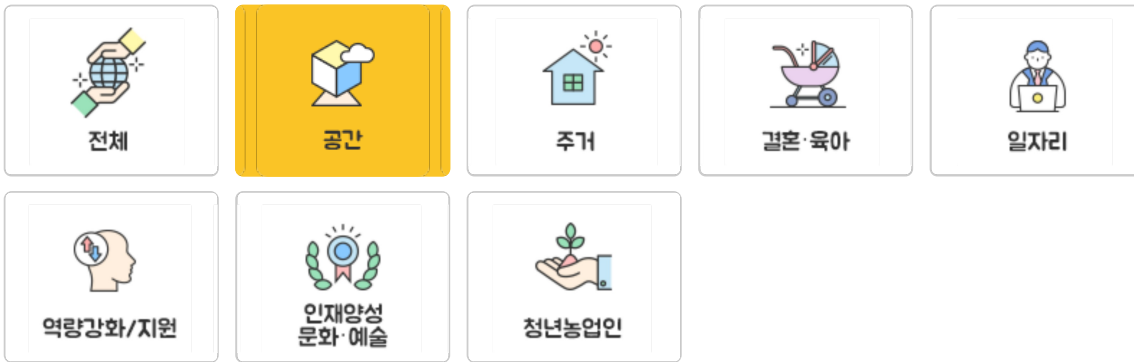 전체
공간
주거
결혼·육아
일자리
역량강화/지원
인재양성
문화·예술
청년농업인